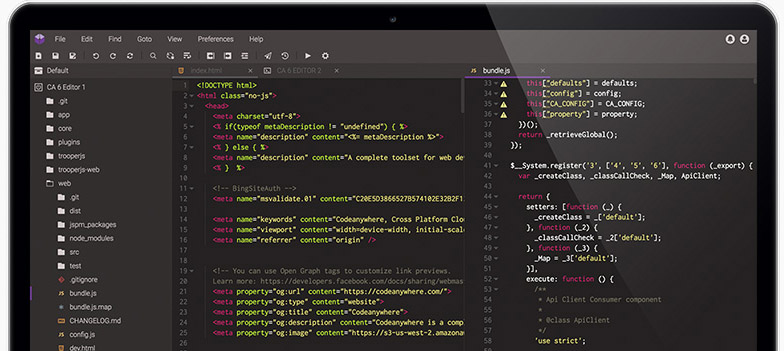 File Edit Find Goto View Preferences Help
Default
CA 6 Editor 1
.git
app
core
plugins
trooperjs
trooperjs-web
web
.git
dist
jspm_packages
node_modules
src
test
.gitignore
bundle.js
bundle.js.map
CHANGELOG.md
config.js
dev.html
index.html CA 6 EDITOR 2
1 <!DOCTYPE html>
2 <html class="no-js">
3 <head>
4 <meta charset="utf-8">
5 <% if(typeof metaDescription != "undefined") { %>
6 <meta name="description" content="<%= metaDescription %>">
7 <% } else { %>
8 <meta name="description" content="A complete toolset for web de
9 <% } %>
10
11 <!-- BingSiteAuth -->
12 <meta name="msvalidate.01" content="C20E5D3866527B574102E32B2F1
13
14 <meta name="keywords" content="Codeanywhere, Cross Platform Clo
15 <meta name="viewport" content="width=device-width, initial-scal
16 <meta name="referrer" content="origin" />
17
18
19 <!-- You can use Open Graph tags to customize link previews.
20 Learn more: https://developers.facebook.com/docs/sharing/webmas
21 <meta property="og:url" content="https://codeanywhere.com/">
22 <meta property="og:type" content="website">
23 <meta property="og:title" content="Codeanywhere">
24 <meta property="og:description" content="Codeanywhere is a comp
25 <meta property="og:image" content="https://s3-us-west-2.amazona
bundle.js
33 this["defaults"] = defaults;
34 this["config"] = config;
35 this["CA_CONFIG"] = CA_CONFIG;
36 this["property"] = property;
37 })();
38 return _retrieveGlobal();
39 });
40
41 $__System.register('3', ['4', '5', '6'], function (_export) {
42 var _createClass, _classCallCheck, _Map, ApiClient;
43
44 return {
45 setters: [function (_) {
46 _createClass = _['default'];
47 }, function (_2) {
48 _classCallCheck = _2['default'];
49 }, function (_3) {
50 _Map = _3['default'];
51 }],
52 execute: function () {
53 /**
54 * Api Client Consumer component
55 *
56 * @class ApiClient
57 */
58 'use strict';